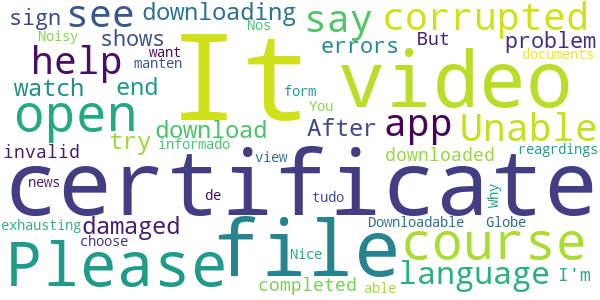 sign see downloading Nos say corrupted
Noisy shows want errors But problem
help manten It video documents
watch end form You
open try download After app Unable
invalid informado downloaded reagrdings
certificate
news de tudo view Why
exhausting damaged file Downloadable Globe course
choose Nice
Please completed able language I'm